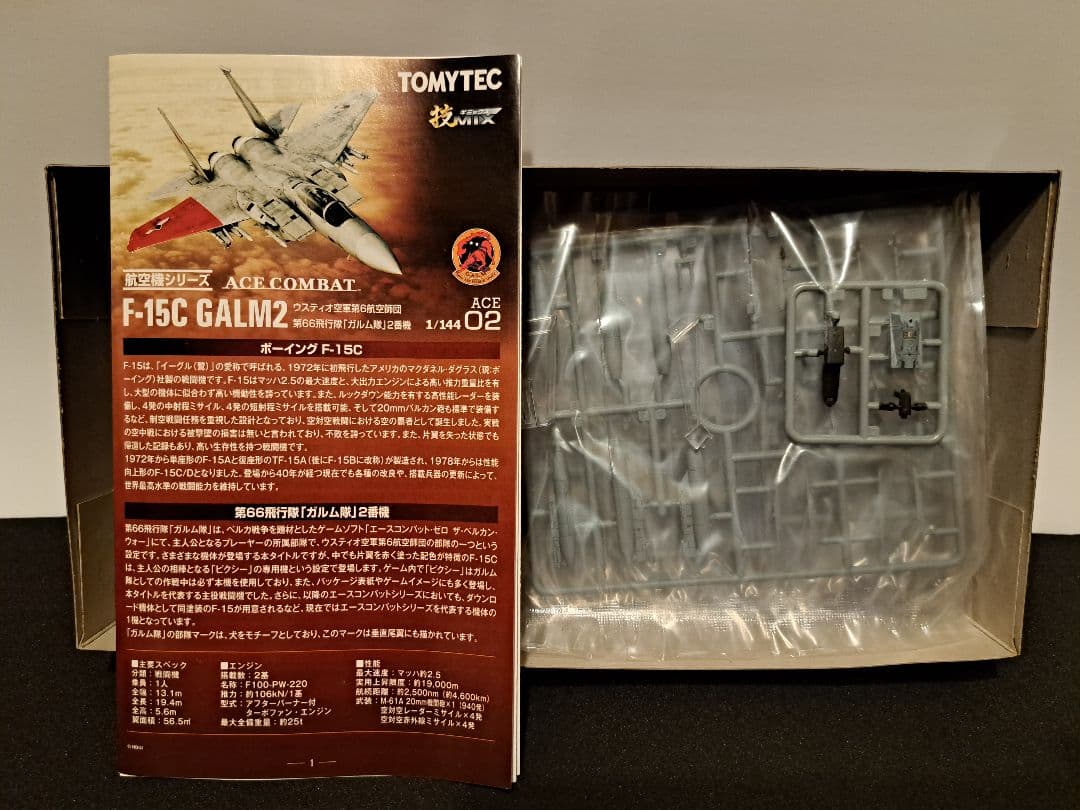 TOMYTEC
技MIX
ギミックス
航空機シリーズ ACE COMBAT™
F-15C GALM2 ウスティオ空軍第6航空師団
第66飛行隊「ガルム隊」2番機 1/144 ACE 02
ボーイング F-15C
F-15は、「イーグル(鷲)」の愛称で呼ばれる、1972年に初飛行したアメリカのマクダネル・ダグラス(現:ボ
ーイング)社製の戦闘機です。F-15はマッハ2.5の最大速度と、大出力エンジンによる高い推力重量比を有
し、大型の機体に似合わず高い機動性を誇っています。また、ルックダウン能力を有する高性能レーダーを装
備し、4発の中射程ミサイル、4発の短射程ミサイルを搭載可能、そして20mmバルカン砲も標準で装備す
るなど、制空戦闘任務を重視した設計となっており、空対空戦闘における空の覇者として誕生しました。実戦
の空中戦における被撃墜の損害は無いと言われており、不敗を誇っています。また、片翼を失った状態でも
帰還した記録もあり、高い生存性を持つ戦闘機です。
1972年から単座形のF-15Aと復座形のTF-15A(後にF-15Bに改称)が製造され、1978年からは性能
向上形のF-15C/Dとなりました。登場から40年が経つ現在でも各種の改良や、搭載兵器の更新によって、
世界最高水準の戦闘能力を維持しています。
第66飛行隊「ガルム隊」2番機
第66飛行隊「ガルム隊」は、ベルカ戦争を題材としたゲームソフト「エースコンバット・ゼロ ザ・ベルカン・
ウォー」にて、主人公となるプレーヤーの所属部隊で、ウスティオ空軍第6航空師団の部隊の一つという
設定です。さまざまな機体が登場する本タイトルですが、中でも片翼を赤く塗った配色が特徴のF-15C
は、主人公の相棒となる「ピクシー」の専用機という設定で登場します。ゲーム内で「ピクシー」はガルム
隊としての作戦中は必ず本機を使用しており、また、パッケージ表紙やゲームイメージにも多く登場し、
本タイトルを代表する主役戦闘機でした。さらに、以降のエースコンバットシリーズにおいても、ダウンロ
ード機体として同塗装のF-15が用意されるなど、現在ではエースコンバットシリーズを代表する機体の
1機となっています。
「ガルム隊」の部隊マークは、犬をモチーフとしており、このマークは垂直尾翼にも描かれています。
■主要スペック
分類:戦闘機
乗員:1人
全幅:13.1m
全長:19.4m
全高:5.6m
翼面積:56.5㎡
■エンジン
搭載数:2基
名称:F100-PW-220
推力:約106kN/1基
型式:アフターバーナー付
ターボファン・エンジン
最大全備重量:約25t
■性能
最大速度:マッハ約2.5
実用上昇限度:約19,000m
航続距離:約2,500nm(約4,600km)
武装:M-61A 20mm機関砲×1(940発)
空対空レーダーミサイル×4発
空対空赤外線ミサイル×4発
1